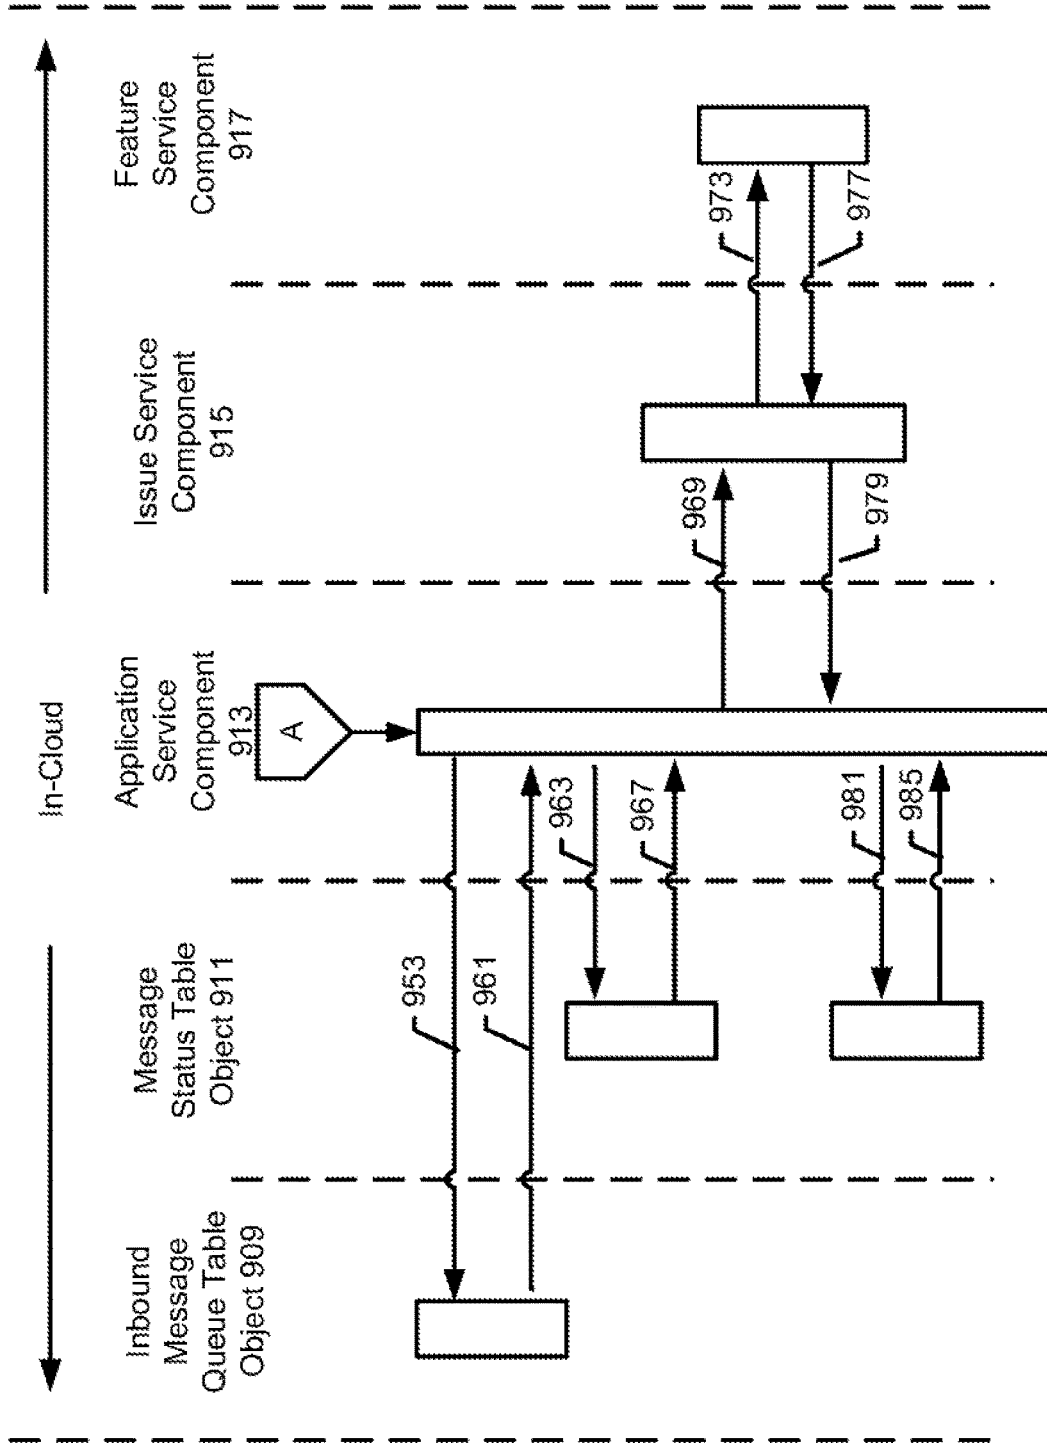 In-Cloud
Inbound
Message
Queue Table
Object 909
Message
Status Table
Object 911
Application
Service
Component
913
Issue Service
Component
915
Feature
Service
Component
917
A
953
961
963
967
969
973
977
979
981
985